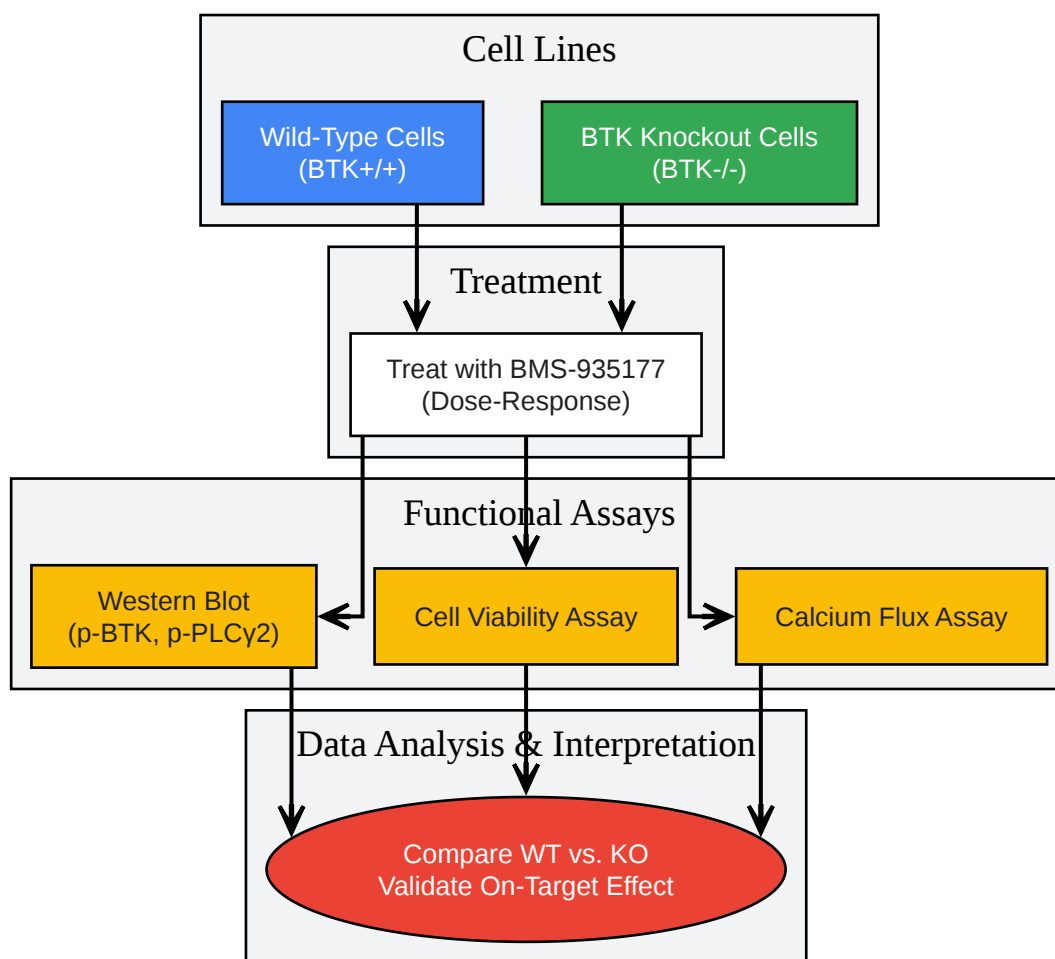 Cell Lines
Wild-Type Cells
(BTK+/+)
BTK Knockout Cells
(BTK-/-)
Treatment
Treat with BMS-935177
(Dose-Response)
Functional Assays
Western Blot
(p-BTK, p-PLCγ2)
Cell Viability Assay
Calcium Flux Assay
Data Analysis & Interpretation
Compare WT vs. KO
Validate On-Target Effect